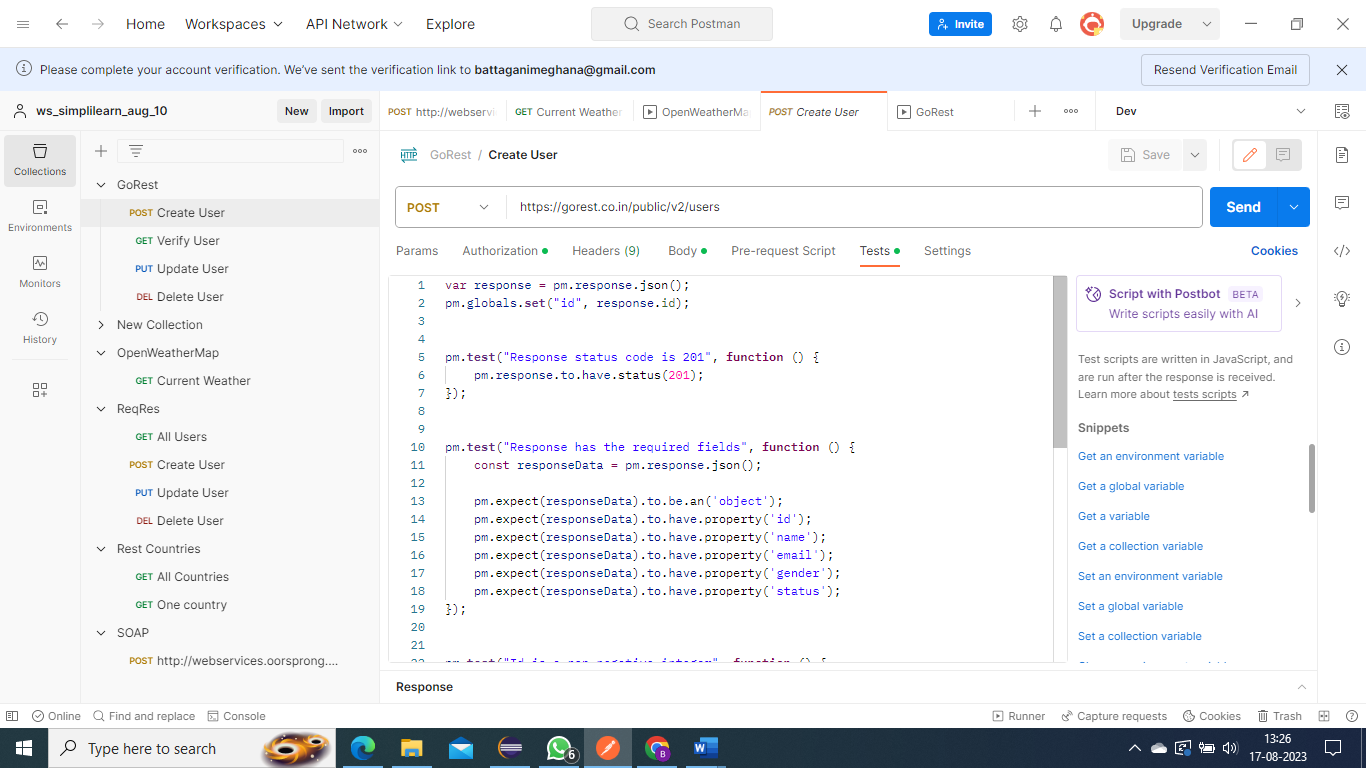 Home Workspaces API Network Explore Search Postman Invite Upgrade
Please complete your account verification. We've sent the verification link to battaganimeghana@gmail.com Resend Verification Email
ws_simplilearn_aug_10 New Import
POST http://webservi GET Current Weather OpenWeatherMa POST Create User GoRest Dev
Collections
Environments
Monitors
History
GoRest
POST Create User
GET Verify User
PUT Update User
DEL Delete User
New Collection
OpenWeatherMap
GET Current Weather
ReqRes
GET All Users
POST Create User
PUT Update User
DEL Delete User
Rest Countries
GET All Countries
GET One country
SOAP
POST http://webservices.oorsprong....
HTTP GoRest / Create User Save
POST https://gorest.co.in/public/v2/users Send
Params Authorization Headers (9) Body Pre-request Script Tests Settings Cookies
1 var response = pm.response.json();
2 pm.globals.set("id", response.id);
3
4
5 pm.test("Response status code is 201", function () {
6 pm.response.to.have.status(201);
7 });
8
9
10 pm.test("Response has the required fields", function () {
11 const responseData = pm.response.json();
12
13 pm.expect(responseData).to.be.an('object');
14 pm.expect(responseData).to.have.property('id');
15 pm.expect(responseData).to.have.property('name');
16 pm.expect(responseData).to.have.property('email');
17 pm.expect(responseData).to.have.property('gender');
18 pm.expect(responseData).to.have.property('status');
19 });
20
21
22 pm.test("Id is a non-negative integer", function () {
Script with Postbot BETA
Write scripts easily with AI
Test scripts are written in JavaScript, and
are run after the response is received.
Learn more about tests scripts ↗
Snippets
Get an environment variable
Get a global variable
Get a variable
Get a collection variable
Set an environment variable
Set a global variable
Set a collection variable
Response
Online Find and replace Console Runner Capture requests Cookies Trash
Type here to search
6
B
13:26
17-08-2023